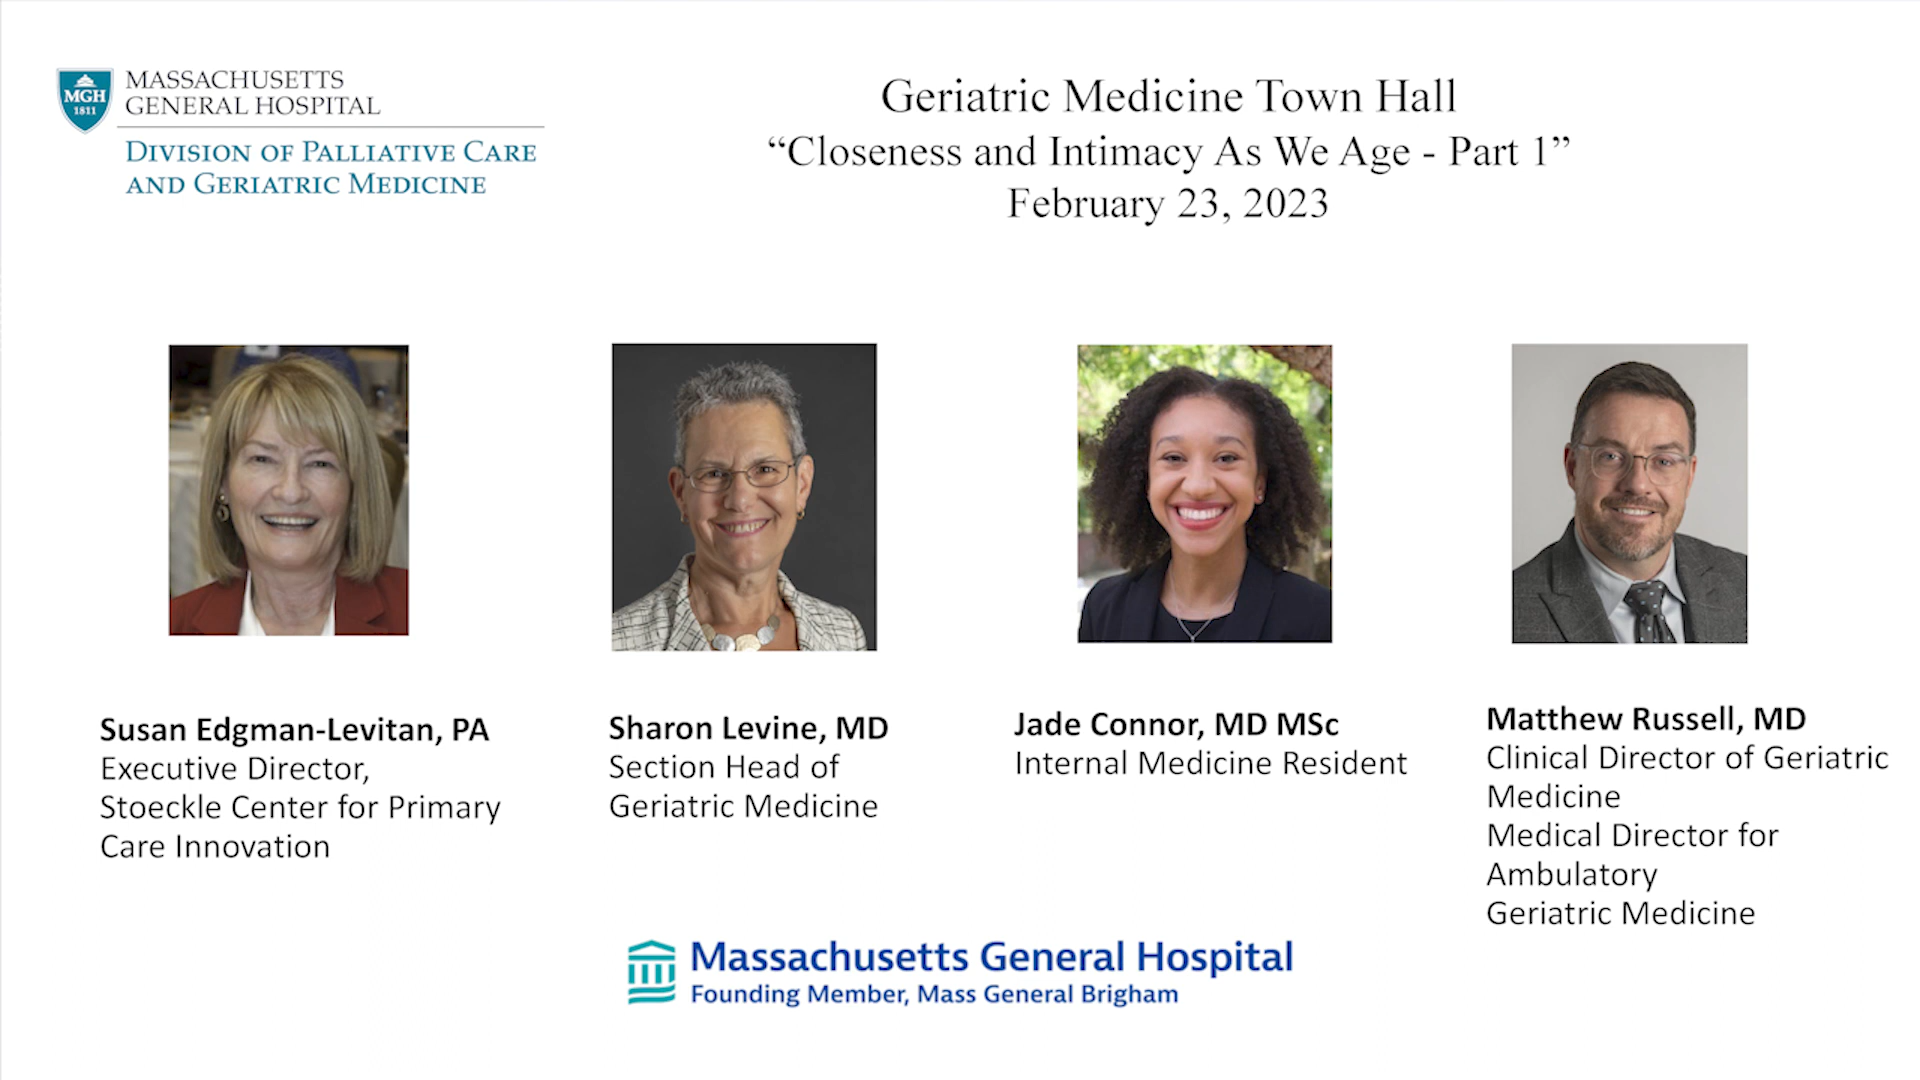 MGH
1811
MASSACHUSETTS
GENERAL HOSPITAL
DIVISION OF PALLIATIVE CARE
AND GERIATRIC MEDICINE
Geriatric Medicine Town Hall
“Closeness and Intimacy As We Age - Part 1”
February 23, 2023
Susan Edgman-Levitan, PA
Executive Director,
Stoeckle Center for Primary
Care Innovation
Sharon Levine, MD
Section Head of
Geriatric Medicine
Jade Connor, MD MSc
Internal Medicine Resident
Matthew Russell, MD
Clinical Director of Geriatric
Medicine
Medical Director for
Ambulatory
Geriatric Medicine
Massachusetts General Hospital
Founding Member, Mass General Brigham